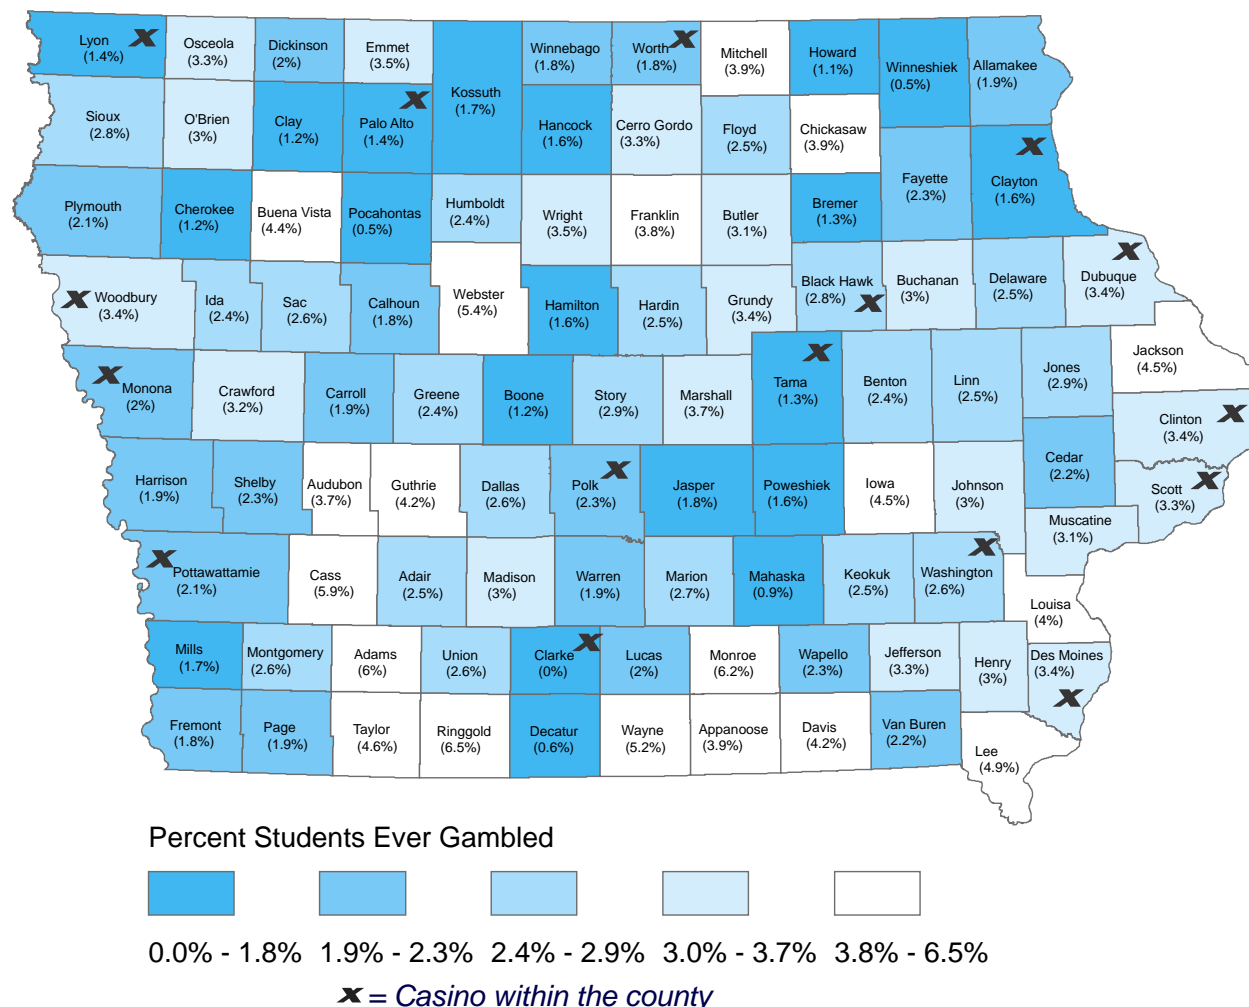 Lyon
(1.4%)
Osceola
(3.3%)
Dickinson
(2%)
Emmet
(3.5%)
Kossuth
(1.7%)
Winnebago
(1.8%)
Worth
(1.8%)
Mitchell
(3.9%)
Howard
(1.1%)
Winneshiek
(0.5%)
Allamakee
(1.9%)
Sioux
(2.8%)
O'Brien
(3%)
Clay
(1.2%)
Palo Alto
(1.4%)
Hancock
(1.6%)
Cerro Gordo
(3.3%)
Floyd
(2.5%)
Chickasaw
(3.9%)
Fayette
(2.3%)
Clayton
(1.6%)
Plymouth
(2.1%)
Cherokee
(1.2%)
Buena Vista
(4.4%)
Pocahontas
(0.5%)
Humboldt
(2.4%)
Wright
(3.5%)
Franklin
(3.8%)
Butler
(3.1%)
Bremer
(1.3%)
Woodbury
(3.4%)
Ida
(2.4%)
Sac
(2.6%)
Calhoun
(1.8%)
Webster
(5.4%)
Hamilton
(1.6%)
Hardin
(2.5%)
Grundy
(3.4%)
Black Hawk
(2.8%)
Buchanan
(3%)
Delaware
(2.5%)
Dubuque
(3.4%)
Monona
(2%)
Crawford
(3.2%)
Carroll
(1.9%)
Greene
(2.4%)
Boone
(1.2%)
Story
(2.9%)
Marshall
(3.7%)
Tama
(1.3%)
Benton
(2.4%)
Linn
(2.5%)
Jones
(2.9%)
Jackson
(4.5%)
Clinton
(3.4%)
Harrison
(1.9%)
Shelby
(2.3%)
Audubon
(3.7%)
Guthrie
(4.2%)
Dallas
(2.6%)
Polk
(2.3%)
Jasper
(1.8%)
Poweshiek
(1.6%)
Iowa
(4.5%)
Johnson
(3%)
Cedar
(2.2%)
Scott
(3.3%)
Muscatine
(3.1%)
Pottawattamie
(2.1%)
Cass
(5.9%)
Adair
(2.5%)
Madison
(3%)
Warren
(1.9%)
Marion
(2.7%)
Mahaska
(0.9%)
Keokuk
(2.5%)
Washington
(2.6%)
Louisa
(4%)
Mills
(1.7%)
Montgomery
(2.6%)
Adams
(6%)
Union
(2.6%)
Clarke
(0%)
Lucas
(2%)
Monroe
(6.2%)
Wapello
(2.3%)
Jefferson
(3.3%)
Henry
(3%)
Des Moines
(3.4%)
Fremont
(1.8%)
Page
(1.9%)
Taylor
(4.6%)
Ringgold
(6.5%)
Decatur
(0.6%)
Wayne
(5.2%)
Appanoose
(3.9%)
Davis
(4.2%)
Van Buren
(2.2%)
Lee
(4.9%)
Percent Students Ever Gambled
0.0% - 1.8% 1.9% - 2.3% 2.4% - 2.9% 3.0% - 3.7% 3.8% - 6.5%
x = Casino within the county